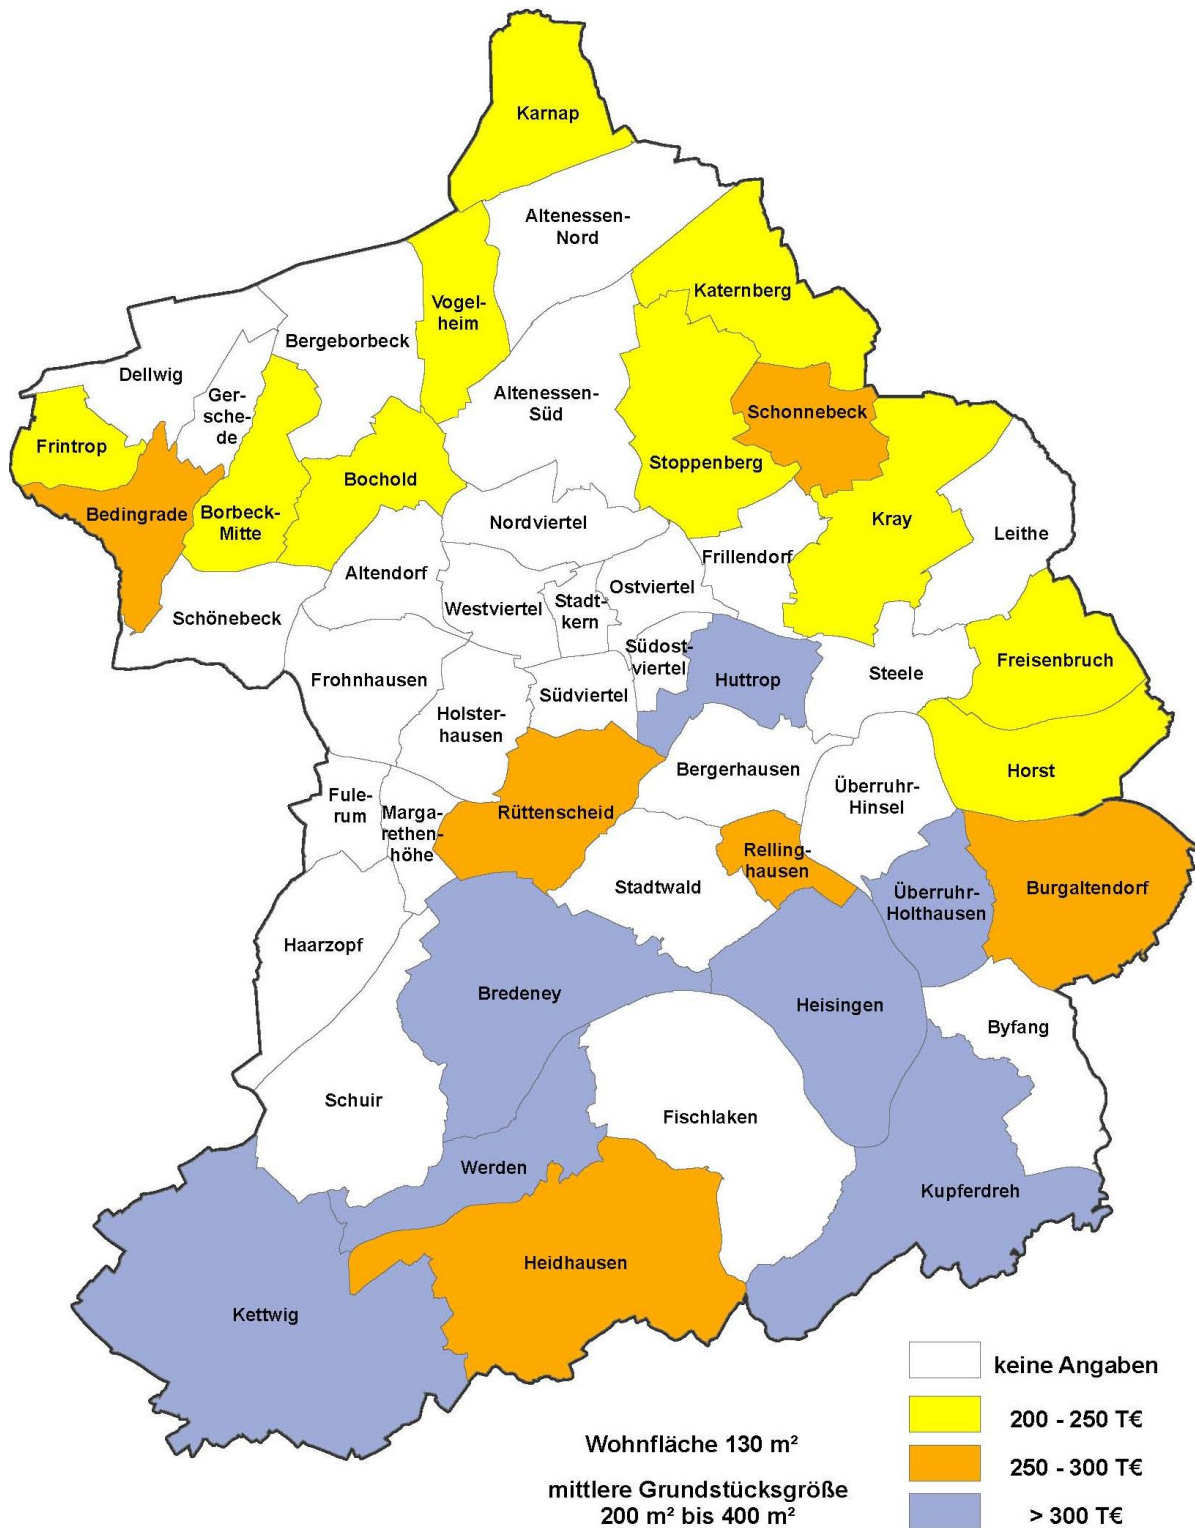 Karnap
Altenessen-
Nord
Katernberg
Vogel-
heim
Bergeborbeck
Dellwig
Ger-
sche-
de
Altenessen-
Süd
Schonnebeck
Frintrop
Stoppenberg
Bochold
Bedingrade
Borbeck-
Mitte
Nordviertel
Kray
Leithe
Frillendorf
Altendorf
Ostviertel
Westviertel
Stadt-
kern
Schönebeck
Südost-
viertel
Freisenbruch
Steele
Huttrop
Frohnhausen
Südviertel
Holster-
hausen
Bergerhausen
Horst
Überruhr-
Hinsel
Fule-
rum
Marga-
rethen-
höhe
Rüttenscheid
Relling-
hausen
Stadtwald
Überruhr-
Holthausen
Burgaltendorf
Haarzopf
Bredeney
Heisingen
Byfang
Schuir
Fischlaken
Werden
Kupferdreh
Heidhausen
Kettwig
keine Angaben
200 - 250 T€
250 - 300 T€
> 300 T€
Wohnfläche 130 m²
mittlere Grundstücksgröße
200 m² bis 400 m²